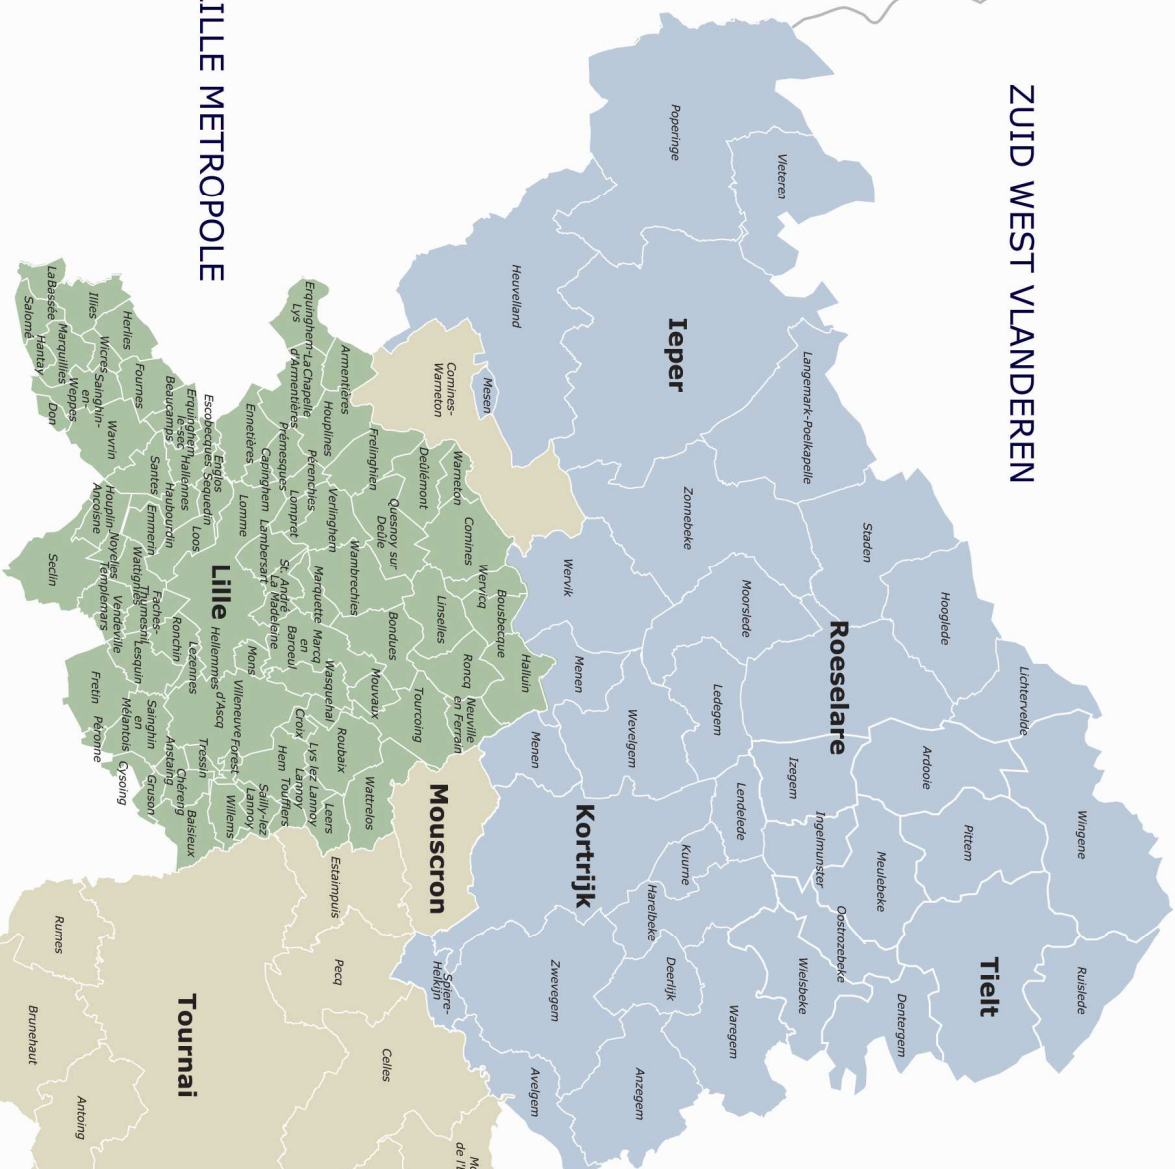 ZUID WEST VLANDEREN
LILLE METROPOLE
Poperinge
Vleteren
Heuvelland
Ieper
Langemark-Poelkapelle
Mesen
Comines-
Warneton
Zonnebeke
Staden
Hooglede
Moorslede
Roeselare
Lichtervelde
Wervik
Menen
Ledegem
Wevelgem
Menen
Izegem
Ardooie
Lendelede
Ingelmunster
Pittem
Wingene
Kortrijk
Kuurne
Meulebeke
Harelbeke
Oostrozebeke
Tielt
Ruislede
Deerlijk
Wielsbeke
Dentergem
Zwevegem
Waregem
Spiere-
Helkijn
Avelgem
Anzegem
Mouscron
Estaimpuis
Pecq
Celles
Tournai
Rumes
Brunehaut
Antoing
LaBassée
Salomé
Illies
Herlies
Marquillies
Hantay
Wicres
Sainghin-
en-
Weppes
Don
Fournes
Wavrin
Beaucamps
Erquinghem
le-sec
Escobecques
Englos
Hallennes
Sequedin
Santes
Haubourdin
Emmerin
Loos
Ancoisne
Houplin-
Noyelles
Wattignies
Templemars
Seclin
Vendeville
Faches-
Thumesnil
Ronchin
Lesquin
Lezennes
Fretin
Péronne
Sainghin
en
Mélantois
Cysoing
Anstaing
Gruson
Chéreng
Tressin
Baisieux
Willems
Forest
Villeneuve
d'Ascq
Hellemmes
Lille
Mons
Erquinghem-
Lys
La Chapelle
d'Armentières
Armentières
Houplines
Frelinghien
Ennetières
Prémesques
Capinghem
Pérenchies
Lompret
Verlinghem
Lomme
Lambersart
Deûlémont
Warneton
Quesnoy sur
Deûle
Comines
Wambrechies
St. André
La Madeleine
Marquette
Marcq
en
Baroeul
Wervicq
Bousbecque
Linselles
Bondues
Halluin
Roncq
Neuville
en Ferrain
Mouvaux
Tourcoing
Wasquehal
Croix
Roubaix
Wattrelos
Hem
Lys lez Lannoy
Lannoy
Toufflers
Leers
Sailly-lez
Lannoy